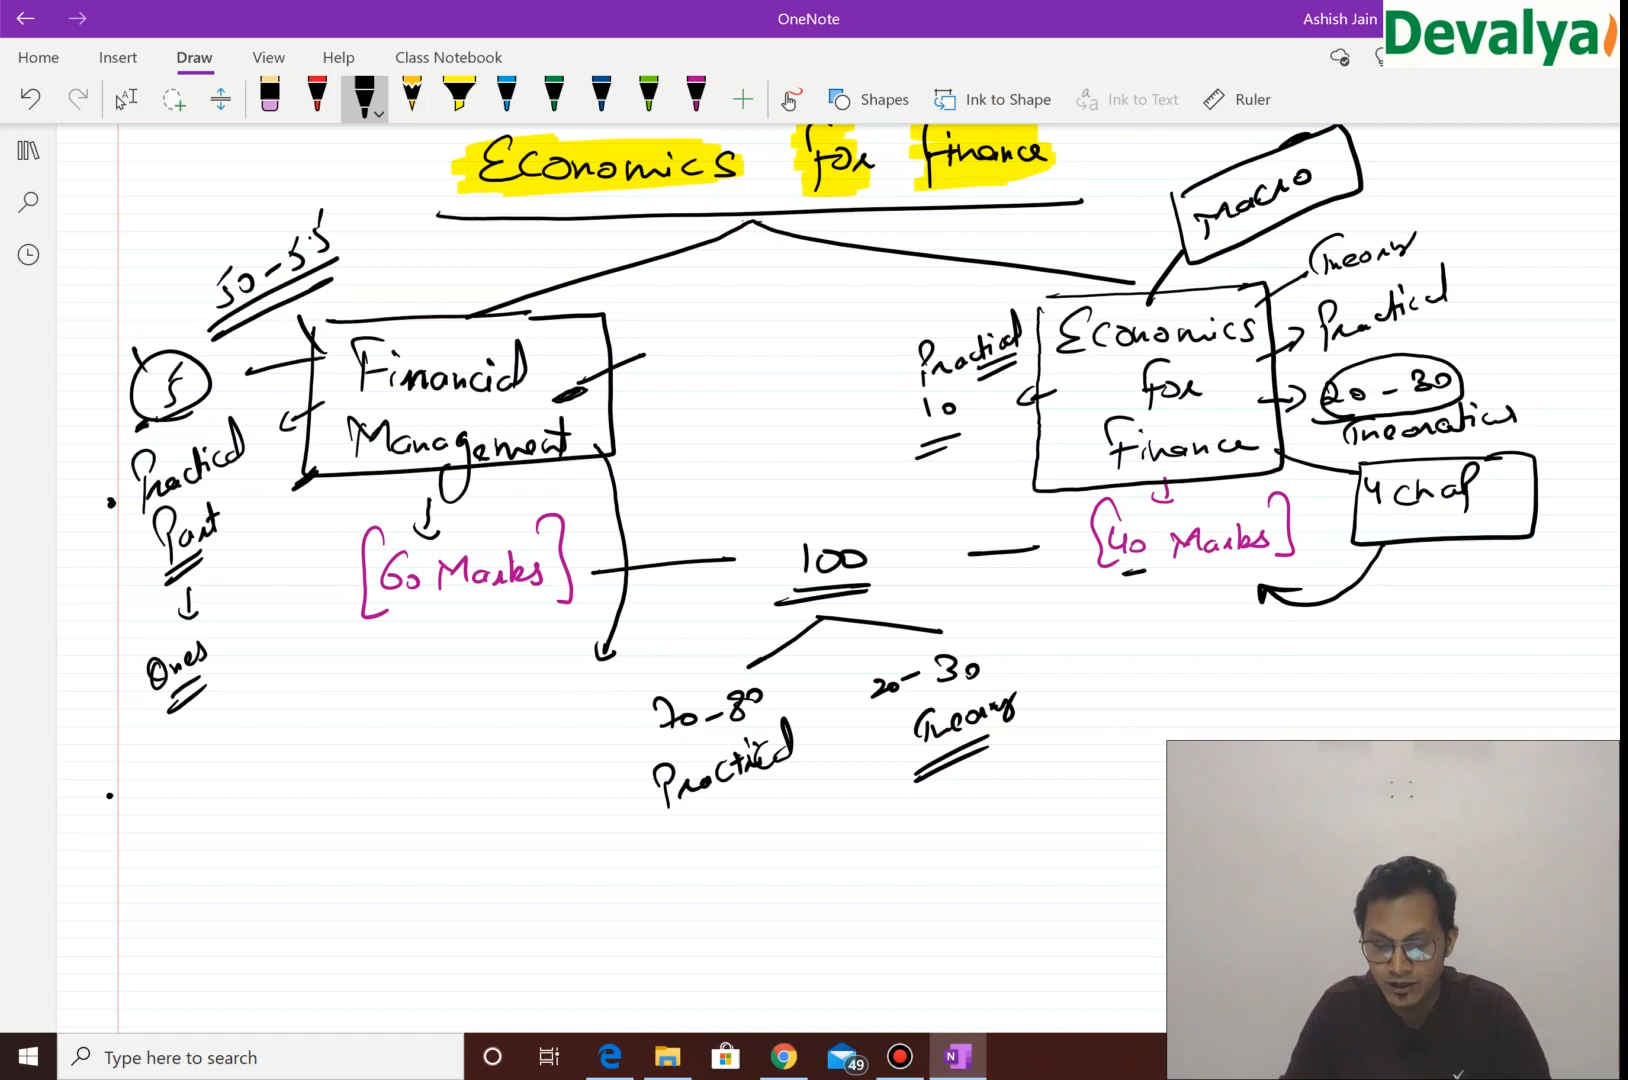 OneNote
Ashish Jain
Devalya
Home Insert Draw View Help Class Notebook
Shapes Ink to Shape Ink to Text Ruler
Economics for finance
Macro
50-55
Theory
Practical
Financial
Management
5
Practical
Part
Ques
[60 Marks]
Economics
for
Finance
Practical
10
20-30
Theoratical
4 chap
[40 Marks]
100
70-80
Practical
20-30
Theory
Type here to search
49